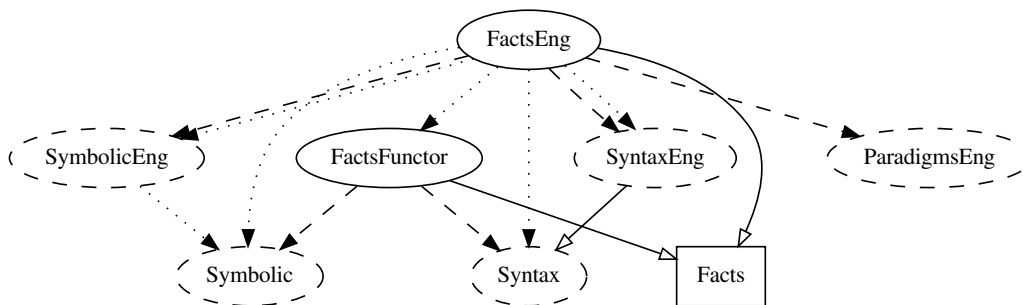 FactsEng
SymbolicEng
FactsFunctor
SyntaxEng
ParadigmsEng
Symbolic
Syntax
Facts